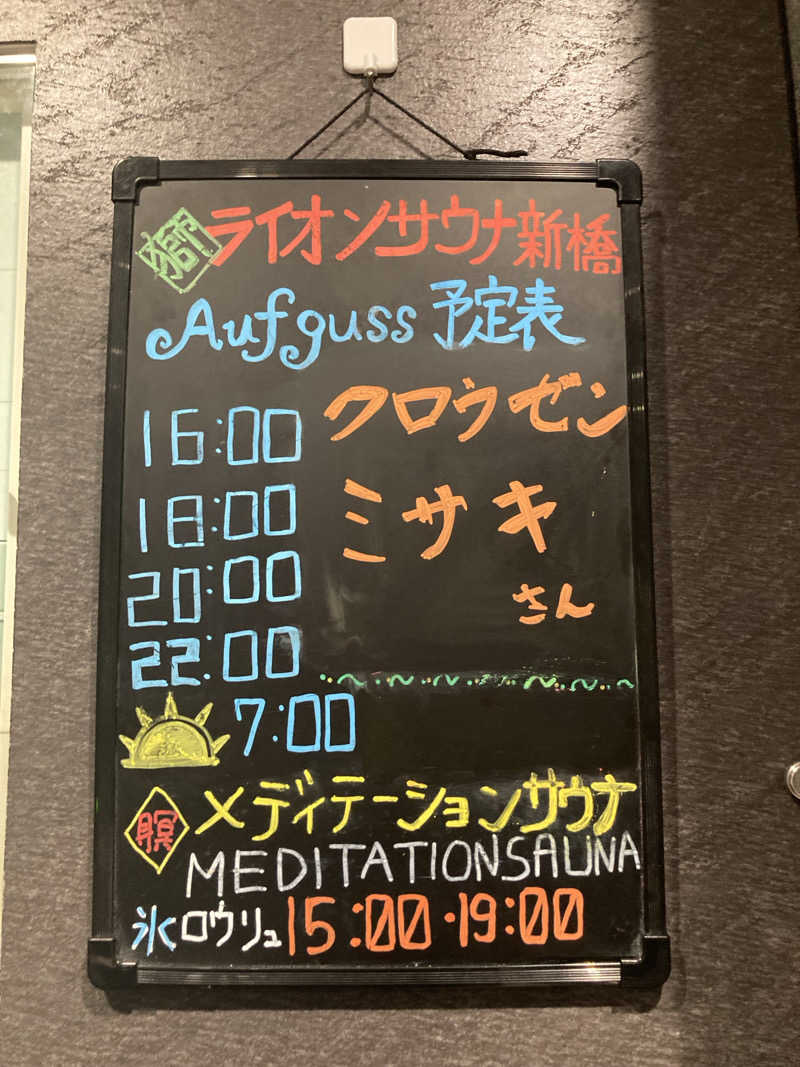 獅 ライオンサウナ新橋
Aufguss 予定表
16:00 クロウゼン
18:00 ミサキ
20:00 さん
22:00
7:00
瞑 メディテーションサウナ
MEDITATIONSAUNA
氷ロウリュ 15:00・19:00